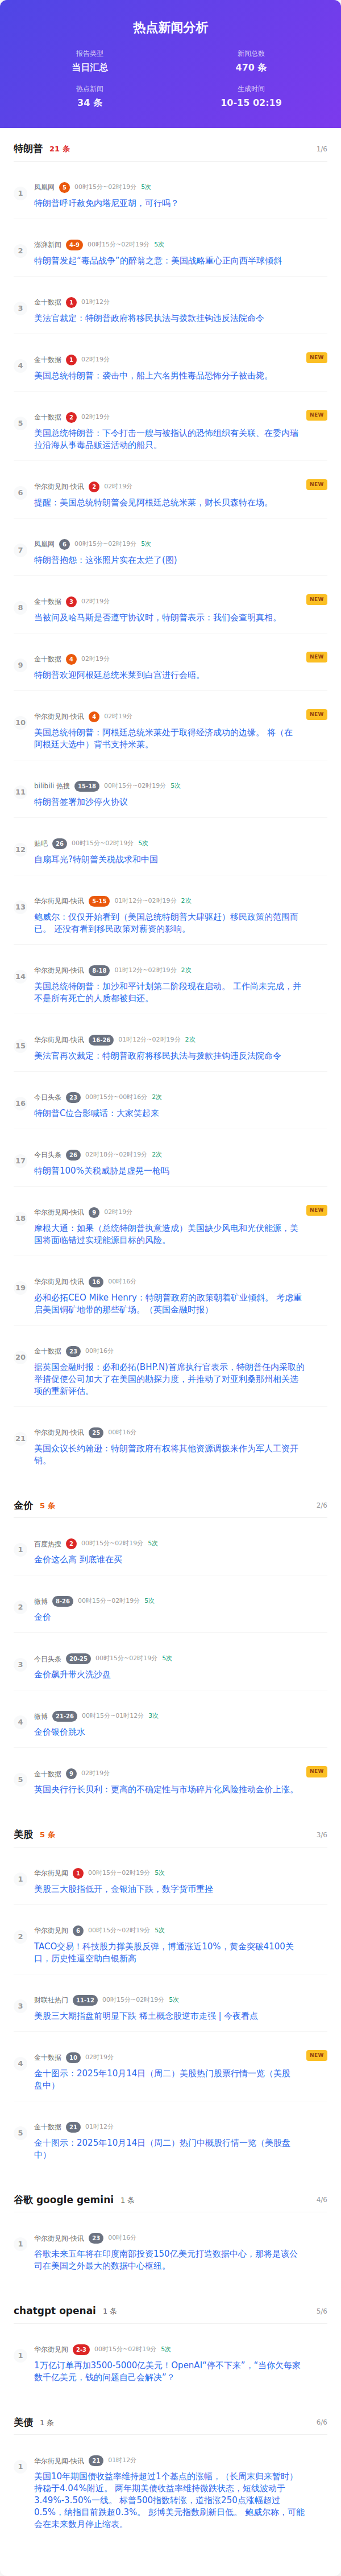 热点新闻分析
报告类型
当日汇总
新闻总数
470 条
热点新闻
34 条
生成时间
10-15 02:19
特朗普 21 条 1/6
1
凤凰网 5 00时15分~02时19分 5次
特朗普呼吁赦免内塔尼亚胡，可行吗？
2
澎湃新闻 4-9 00时15分~02时19分 5次
特朗普发起“毒品战争”的醉翁之意：美国战略重心正向西半球倾斜
3
金十数据 1 01时12分
美法官裁定：特朗普政府将移民执法与拨款挂钩违反法院命令
4
金十数据 1 02时19分 NEW
美国总统特朗普：袭击中，船上六名男性毒品恐怖分子被击毙。
5
金十数据 2 02时19分 NEW
美国总统特朗普：下令打击一艘与被指认的恐怖组织有关联、在委内瑞
拉沿海从事毒品贩运活动的船只。
6
华尔街见闻-快讯 2 02时19分 NEW
提醒：美国总统特朗普会见阿根廷总统米莱，财长贝森特在场。
7
凤凰网 6 00时15分~02时19分 5次
特朗普抱怨：这张照片实在太烂了(图)
8
金十数据 3 02时19分 NEW
当被问及哈马斯是否遵守协议时，特朗普表示：我们会查明真相。
9
金十数据 4 02时19分 NEW
特朗普欢迎阿根廷总统米莱到白宫进行会晤。
10
华尔街见闻-快讯 4 02时19分 NEW
美国总统特朗普：阿根廷总统米莱处于取得经济成功的边缘。 将（在
阿根廷大选中）背书支持米莱。
11
bilibili 热搜 15-18 00时15分~02时19分 5次
特朗普签署加沙停火协议
12
贴吧 26 00时15分~02时19分 5次
自扇耳光?特朗普关税战求和中国
13
华尔街见闻-快讯 5-15 01时12分~02时19分 2次
鲍威尔：仅仅开始看到（美国总统特朗普大肆驱赶）移民政策的范围而
已。 还没有看到移民政策对薪资的影响。
14
华尔街见闻-快讯 8-18 01时12分~02时19分 2次
美国总统特朗普：加沙和平计划第二阶段现在启动。 工作尚未完成，并
不是所有死亡的人质都被归还。
15
华尔街见闻-快讯 16-26 01时12分~02时19分 2次
美法官再次裁定：特朗普政府将移民执法与拨款挂钩违反法院命令
16
今日头条 23 00时15分~00时16分 2次
特朗普C位合影喊话：大家笑起来
17
今日头条 26 02时18分~02时19分 2次
特朗普100%关税威胁是虚晃一枪吗
18
华尔街见闻-快讯 9 02时19分 NEW
摩根大通：如果（总统特朗普执意造成）美国缺少风电和光伏能源，美
国将面临错过实现能源目标的风险。
19
华尔街见闻-快讯 16 00时16分
必和必拓CEO Mike Henry：特朗普政府的政策朝着矿业倾斜。 考虑重
启美国铜矿地带的那些矿场。（英国金融时报）
20
金十数据 23 00时16分
据英国金融时报：必和必拓(BHP.N)首席执行官表示，特朗普任内采取的
举措促使公司加大了在美国的勘探力度，并推动了对亚利桑那州相关选
项的重新评估。
21
华尔街见闻-快讯 25 00时16分
美国众议长约翰逊：特朗普政府有权将其他资源调拨来作为军人工资开
销。
金价 5 条 2/6
1
百度热搜 2 00时15分~02时19分 5次
金价这么高 到底谁在买
2
微博 8-26 00时15分~02时19分 5次
金价
3
今日头条 20-25 00时15分~02时19分 5次
金价飙升带火洗沙盘
4
微博 21-26 00时15分~01时12分 3次
金价银价跳水
5
金十数据 9 02时19分 NEW
英国央行行长贝利：更高的不确定性与市场碎片化风险推动金价上涨。
美股 5 条 3/6
1
华尔街见闻 1 00时15分~02时19分 5次
美股三大股指低开，金银油下跌，数字货币重挫
2
华尔街见闻 6 00时15分~02时19分 5次
TACO交易！科技股力撑美股反弹，博通涨近10%，黄金突破4100关
口，历史性逼空助白银新高
3
财联社热门 11-12 00时15分~02时19分 5次
美股三大期指盘前明显下跌 稀土概念股逆市走强 | 今夜看点
4
金十数据 10 02时19分 NEW
金十图示：2025年10月14日（周二）美股热门股票行情一览（美股
盘中）
5
金十数据 21 01时12分
金十图示：2025年10月14日（周二）热门中概股行情一览（美股盘
中）
谷歌 google gemini 1 条 4/6
1
华尔街见闻-快讯 23 00时16分
谷歌未来五年将在印度南部投资150亿美元打造数据中心，那将是该公
司在美国之外最大的数据中心枢纽。
chatgpt openai 1 条 5/6
1
华尔街见闻 2-3 00时15分~02时19分 5次
1万亿订单再加3500-5000亿美元！OpenAI“停不下来”，“当你欠每家
数千亿美元，钱的问题自己会解决”？
美债 1 条 6/6
1
华尔街见闻-快讯 21 01时12分
美国10年期国债收益率维持超过1个基点的涨幅，（长周末归来暂时）
持稳于4.04%附近。 两年期美债收益率维持微跌状态，短线波动于
3.49%-3.50%一线。 标普500指数转涨，道指涨250点涨幅超过
0.5%，纳指目前跌超0.3%。 彭博美元指数刷新日低。 鲍威尔称，可能
会在未来数月停止缩表。